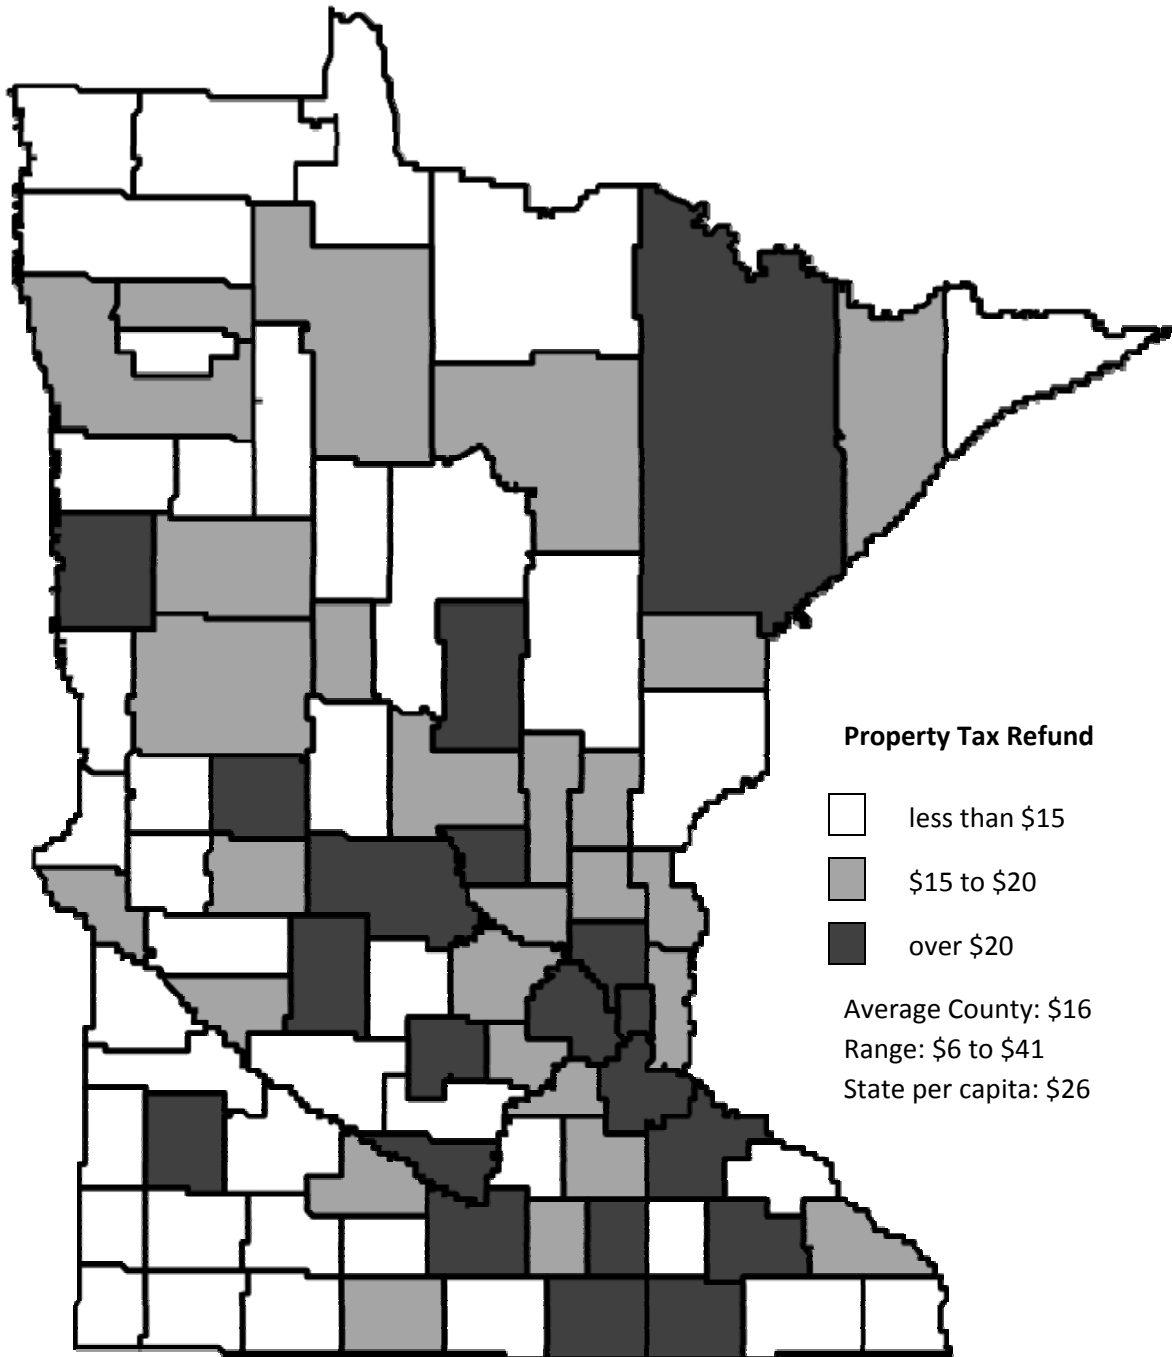 Property Tax Refund
less than $15
$15 to $20
over $20
Average County: $16
Range: $6 to $41
State per capita: $26